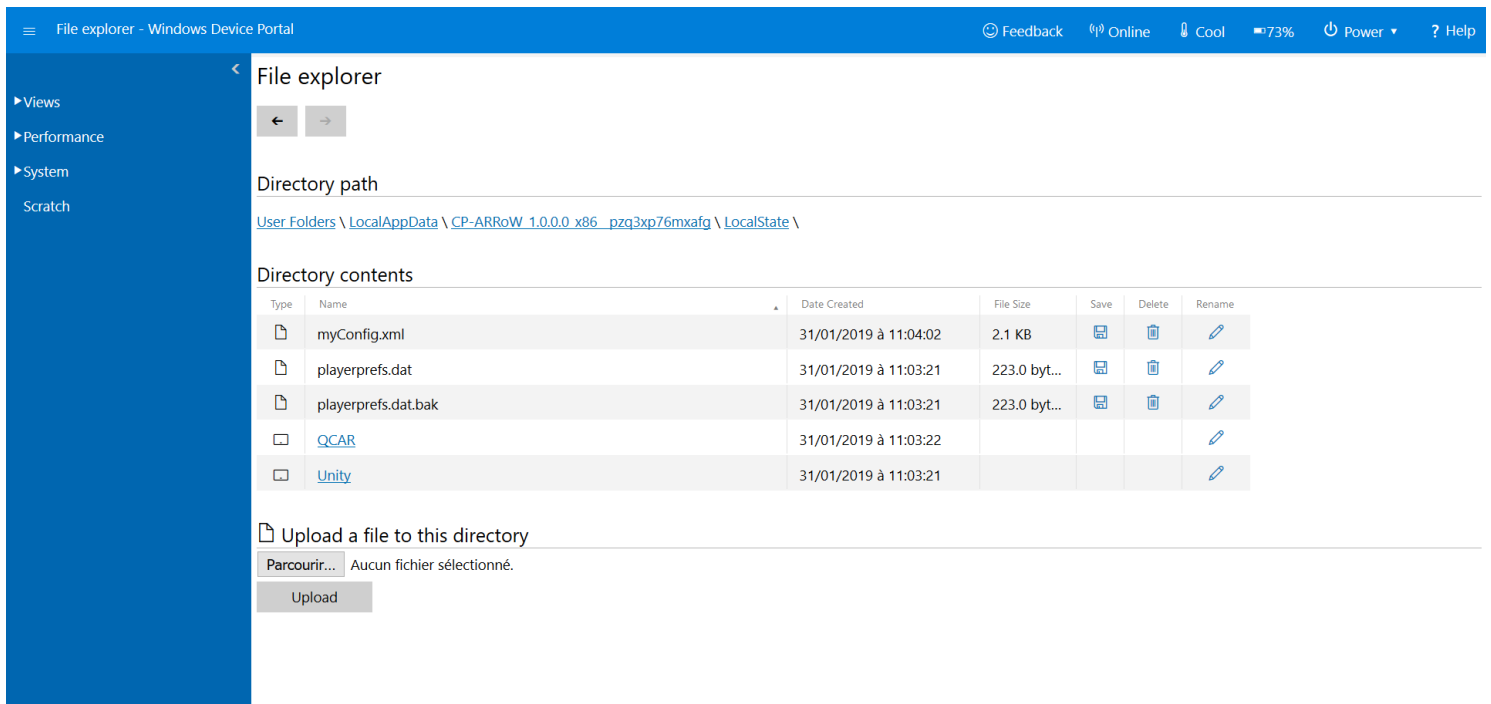 File explorer - Windows Device Portal Feedback Online Cool 73% Power ? Help
Views
Performance
System
Scratch
File explorer
Directory path
User Folders \ LocalAppData \ CP-ARRoW_1.0.0.0_x86__pzq3xp76mxafg \ LocalState \
Directory contents
Type Name Date Created File Size Save Delete Rename
myConfig.xml 31/01/2019 à 11:04:02 2.1 KB
playerprefs.dat 31/01/2019 à 11:03:21 223.0 byt...
playerprefs.dat.bak 31/01/2019 à 11:03:21 223.0 byt...
QCAR 31/01/2019 à 11:03:22
Unity 31/01/2019 à 11:03:21
Upload a file to this directory
Parcourir... Aucun fichier sélectionné.
Upload